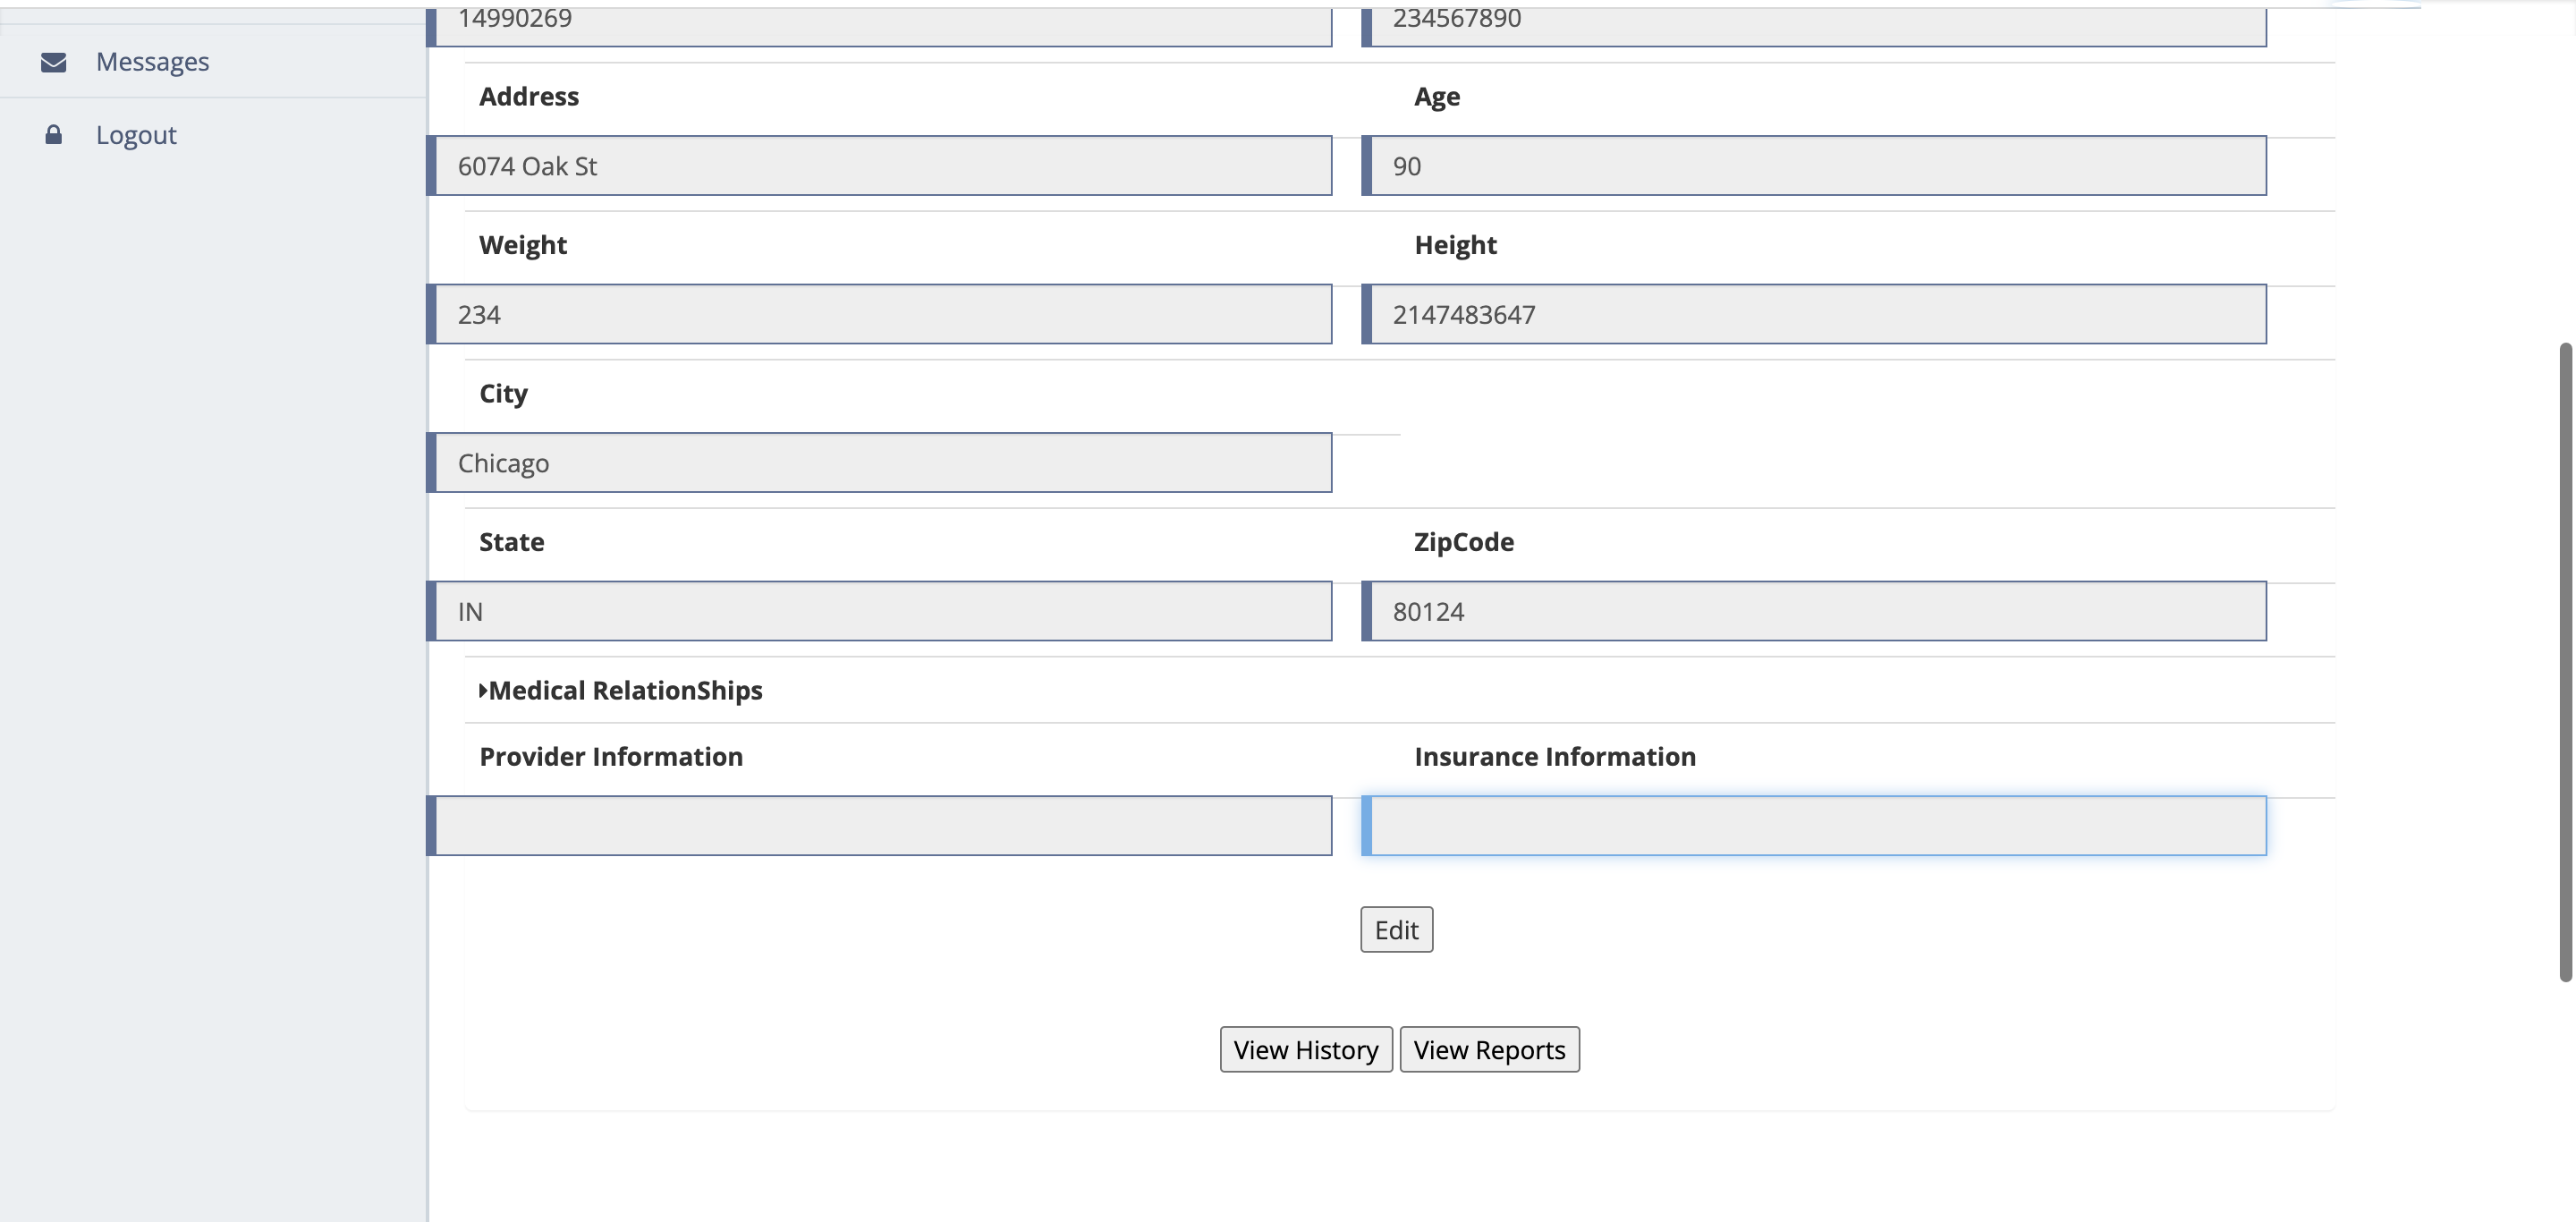 14990269 234567890
Messages
Address Age
Logout
6074 Oak St 90
Weight Height
234 2147483647
City
Chicago
State ZipCode
IN 80124
Medical RelationShips
Provider Information Insurance Information
Edit
View History View Reports